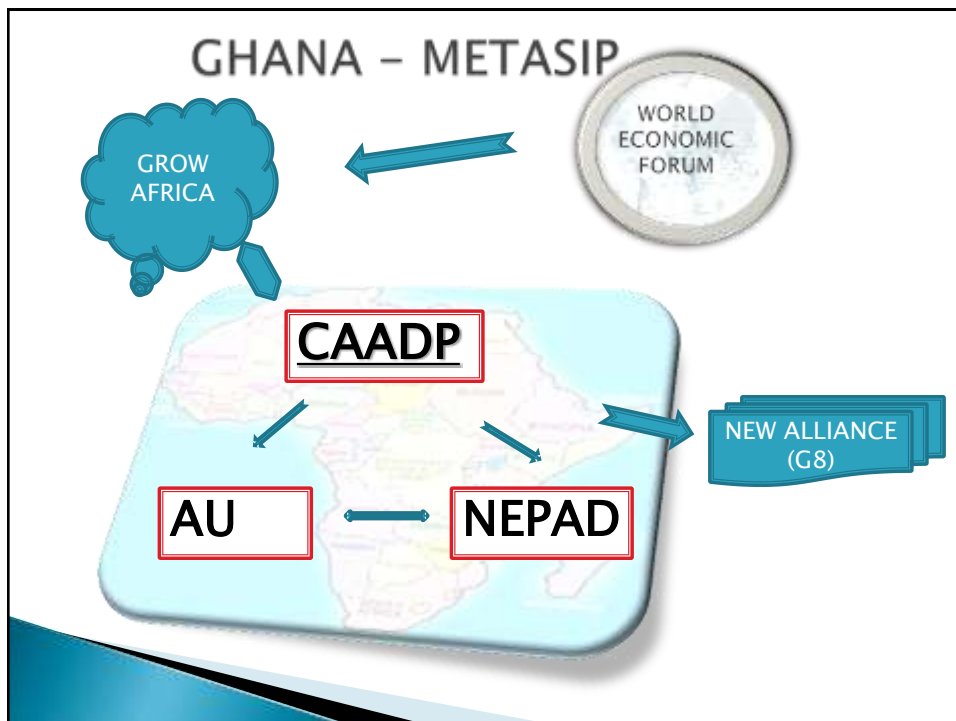 GHANA – METASIP
WORLD
ECONOMIC
FORUM
GROW
AFRICA
CAADP
NEW ALLIANCE
(G8)
AU
NEPAD